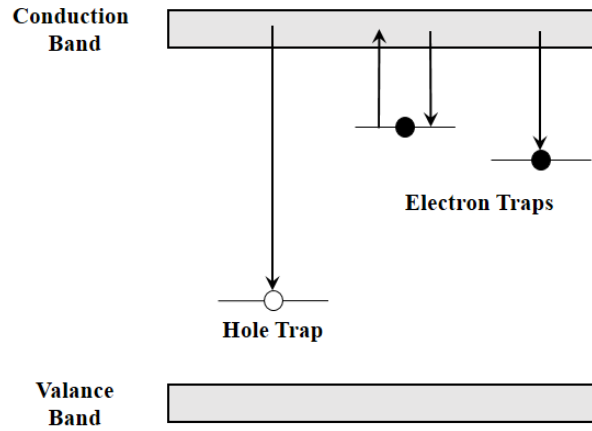 Conduction
Band
Electron Traps
Hole Trap
Valance
Band